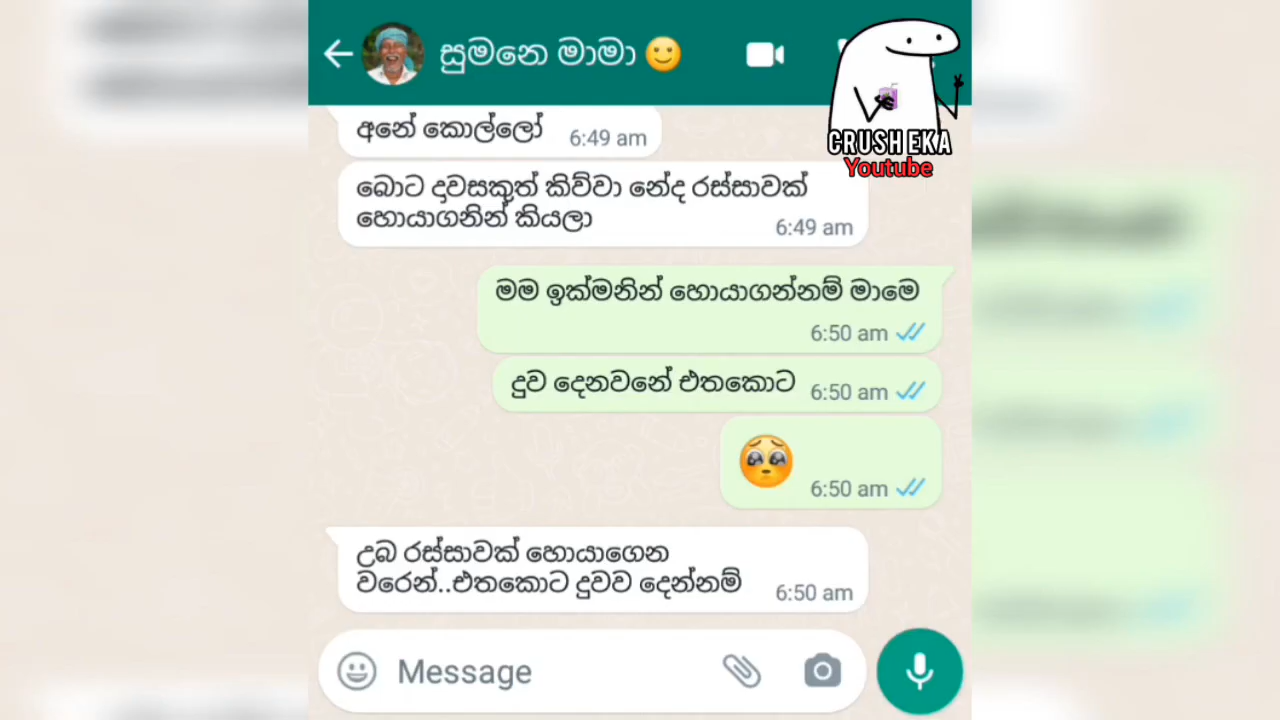 සුමනෙ මාමා 🙂
CRUSH EKA
Youtube
අනේ කොල්ලෝ 6:49 am
බොට දාවසකුත් කිව්වා නේද රස්සාවක්
හොයාගනින් කියලා 6:49 am
මම ඉක්මනින් හොයාගන්නම් මාමෙ
6:50 am
දුව දෙනවනේ එතකොට 6:50 am
🥺 6:50 am
උබ රස්සාවක් හොයාගෙන
වරෙන්..එතකොට දුවව දෙන්නම් 6:50 am
Message